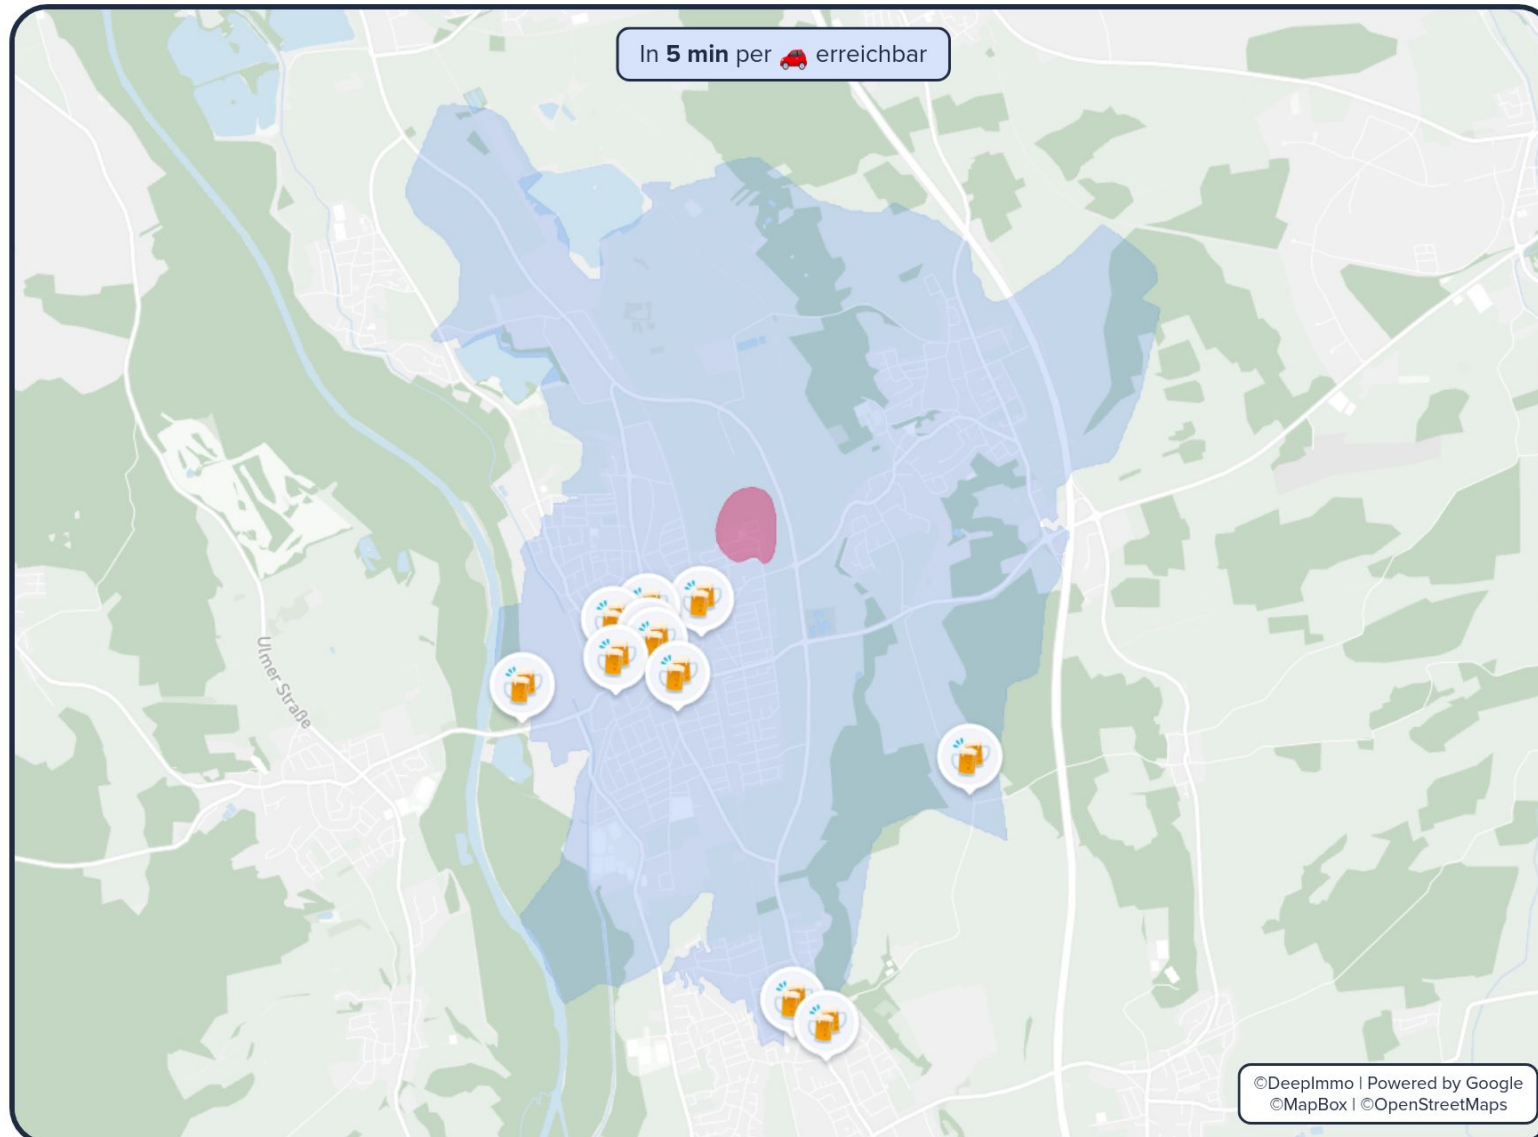 In 5 min per 🚗 erreichbar
Ulmer Straße
©DeepImmo | Powered by Google
©MapBox | ©OpenStreetMaps